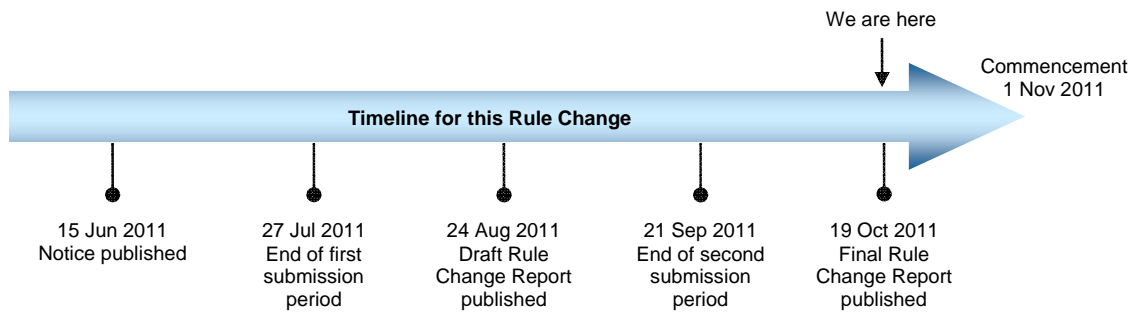 We are here
Commencement
1 Nov 2011
Timeline for this Rule Change
15 Jun 2011
Notice published
27 Jul 2011
End of first
submission
period
24 Aug 2011
Draft Rule
Change Report
published
21 Sep 2011
End of second
submission
period
19 Oct 2011
Final Rule
Change Report
published